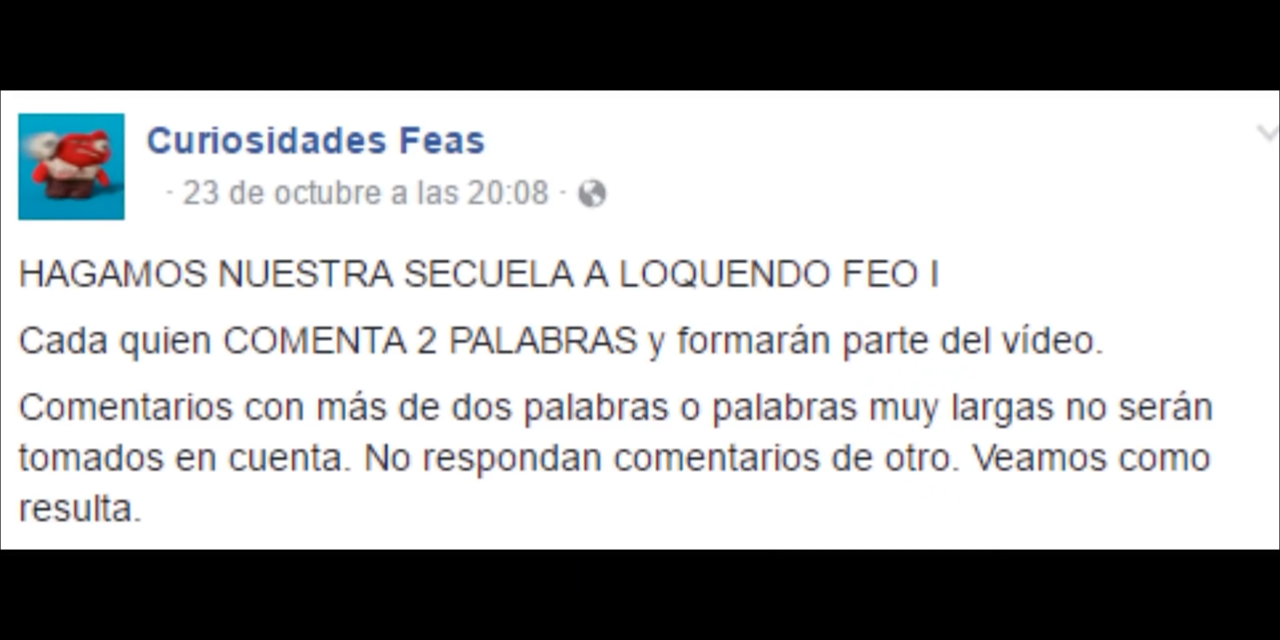 Curiosidades Feas
· 23 de octubre a las 20:08 ·
HAGAMOS NUESTRA SECUELA A LOQUENDO FEO I
Cada quien COMENTA 2 PALABRAS y formarán parte del vídeo.
Comentarios con más de dos palabras o palabras muy largas no serán
tomados en cuenta. No respondan comentarios de otro. Veamos como
resulta.